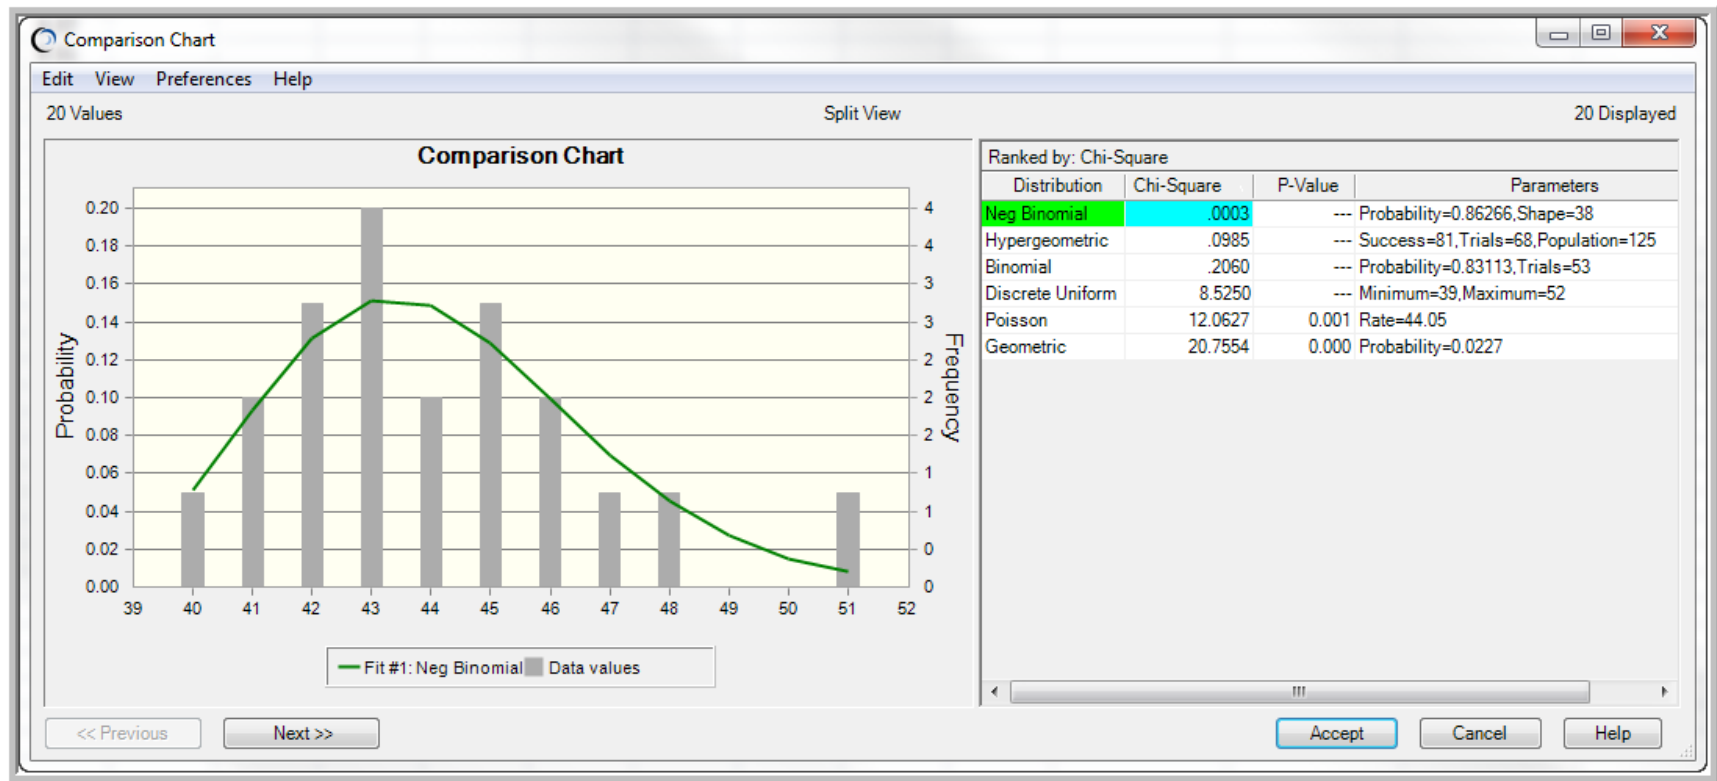 Comparison Chart
Edit View Preferences Help
20 Values Split View 20 Displayed
Comparison Chart
Probability
0.20
0.18
0.16
0.14
0.12
0.10
0.08
0.06
0.04
0.02
0.00
39 40 41 42 43 44 45 46 47 48 49 50 51 52
4
4
3
3
2
2
2
1
1
0
0
Frequency
Fit #1: Neg Binomial Data values
Ranked by: Chi-Square
Distribution Chi-Square P-Value Parameters
Neg Binomial .0003 --- Probability=0.86266,Shape=38
Hypergeometric .0985 --- Success=81,Trials=68,Population=125
Binomial .2060 --- Probability=0.83113,Trials=53
Discrete Uniform 8.5250 --- Minimum=39,Maximum=52
Poisson 12.0627 0.001 Rate=44.05
Geometric 20.7554 0.000 Probability=0.0227
<< Previous Next >> Accept Cancel Help